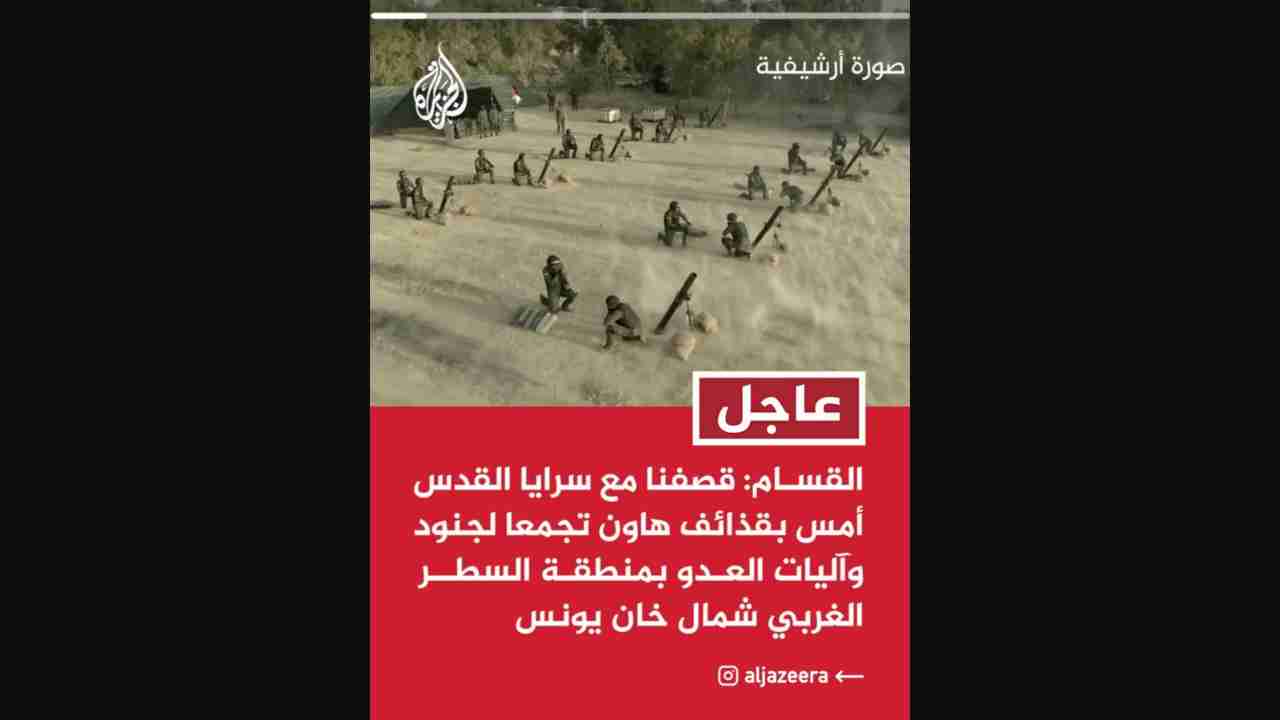 صورة أرشيفية
الجزيرة
عاجل
القسام: قصفنا مع سرايا القدس
أمس بقذائف هاون تجمعا لجنود
وآليات العدو بمنطقة السطر
الغربي شمال خان يونس
aljazeera